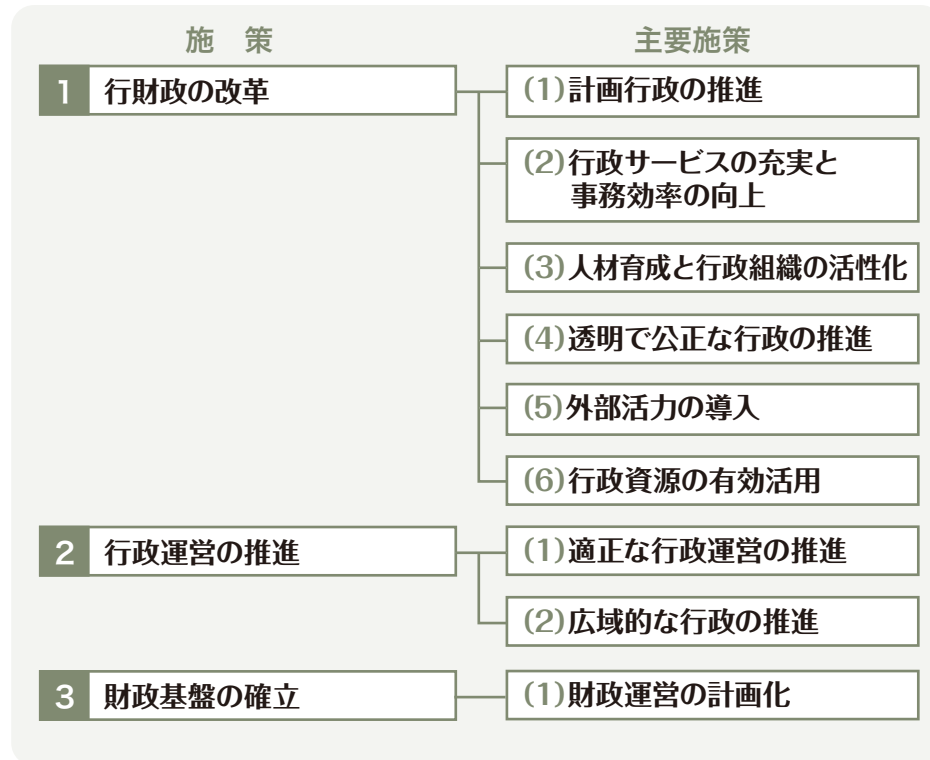 施　策
主要施策
1 行財政の改革
(1)計画行政の推進
(2)行政サービスの充実と
事務効率の向上
(3)人材育成と行政組織の活性化
(4)透明で公正な行政の推進
(5)外部活力の導入
(6)行政資源の有効活用
2 行政運営の推進
(1)適正な行政運営の推進
(2)広域的な行政の推進
3 財政基盤の確立
(1)財政運営の計画化